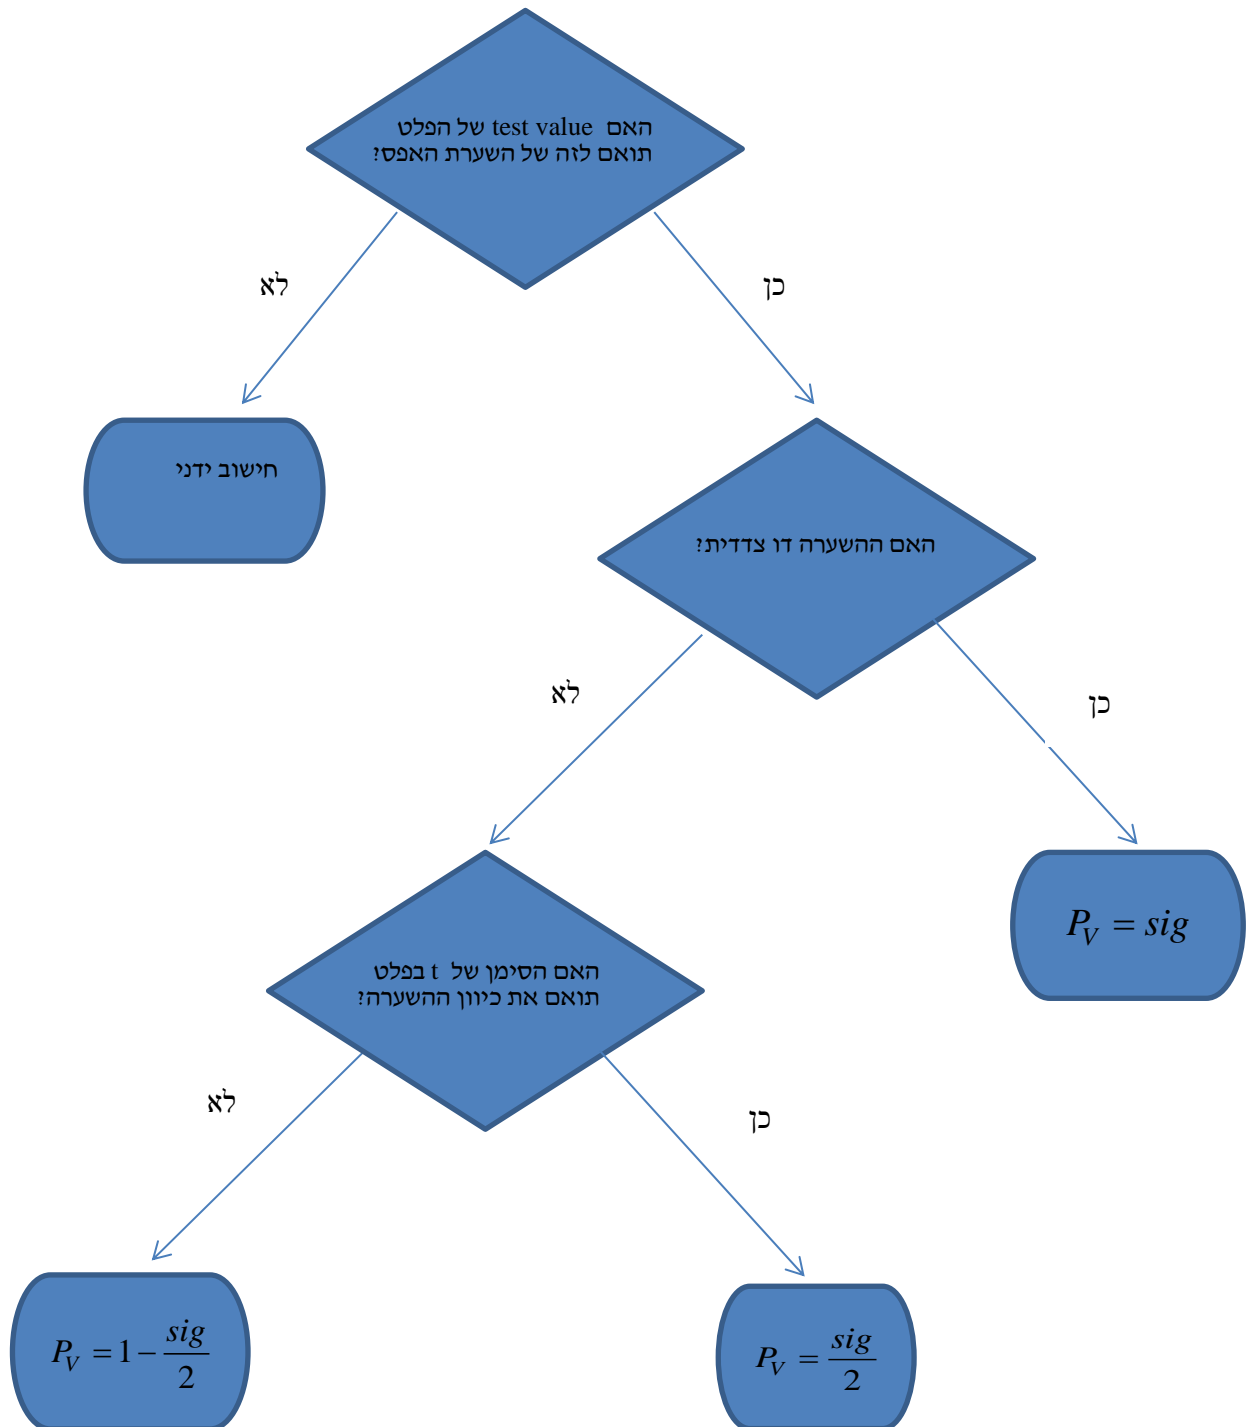 האם test value של הפלט
תואם לזה של השערת האפס?
לא
כן
חישוב ידני
האם ההשערה דו צדדית?
לא
כן
P_V = sig
האם הסימן של t בפלט
תואם את כיוון ההשערה?
לא
כן
P_V = 1 - sig/2
P_V = sig/2